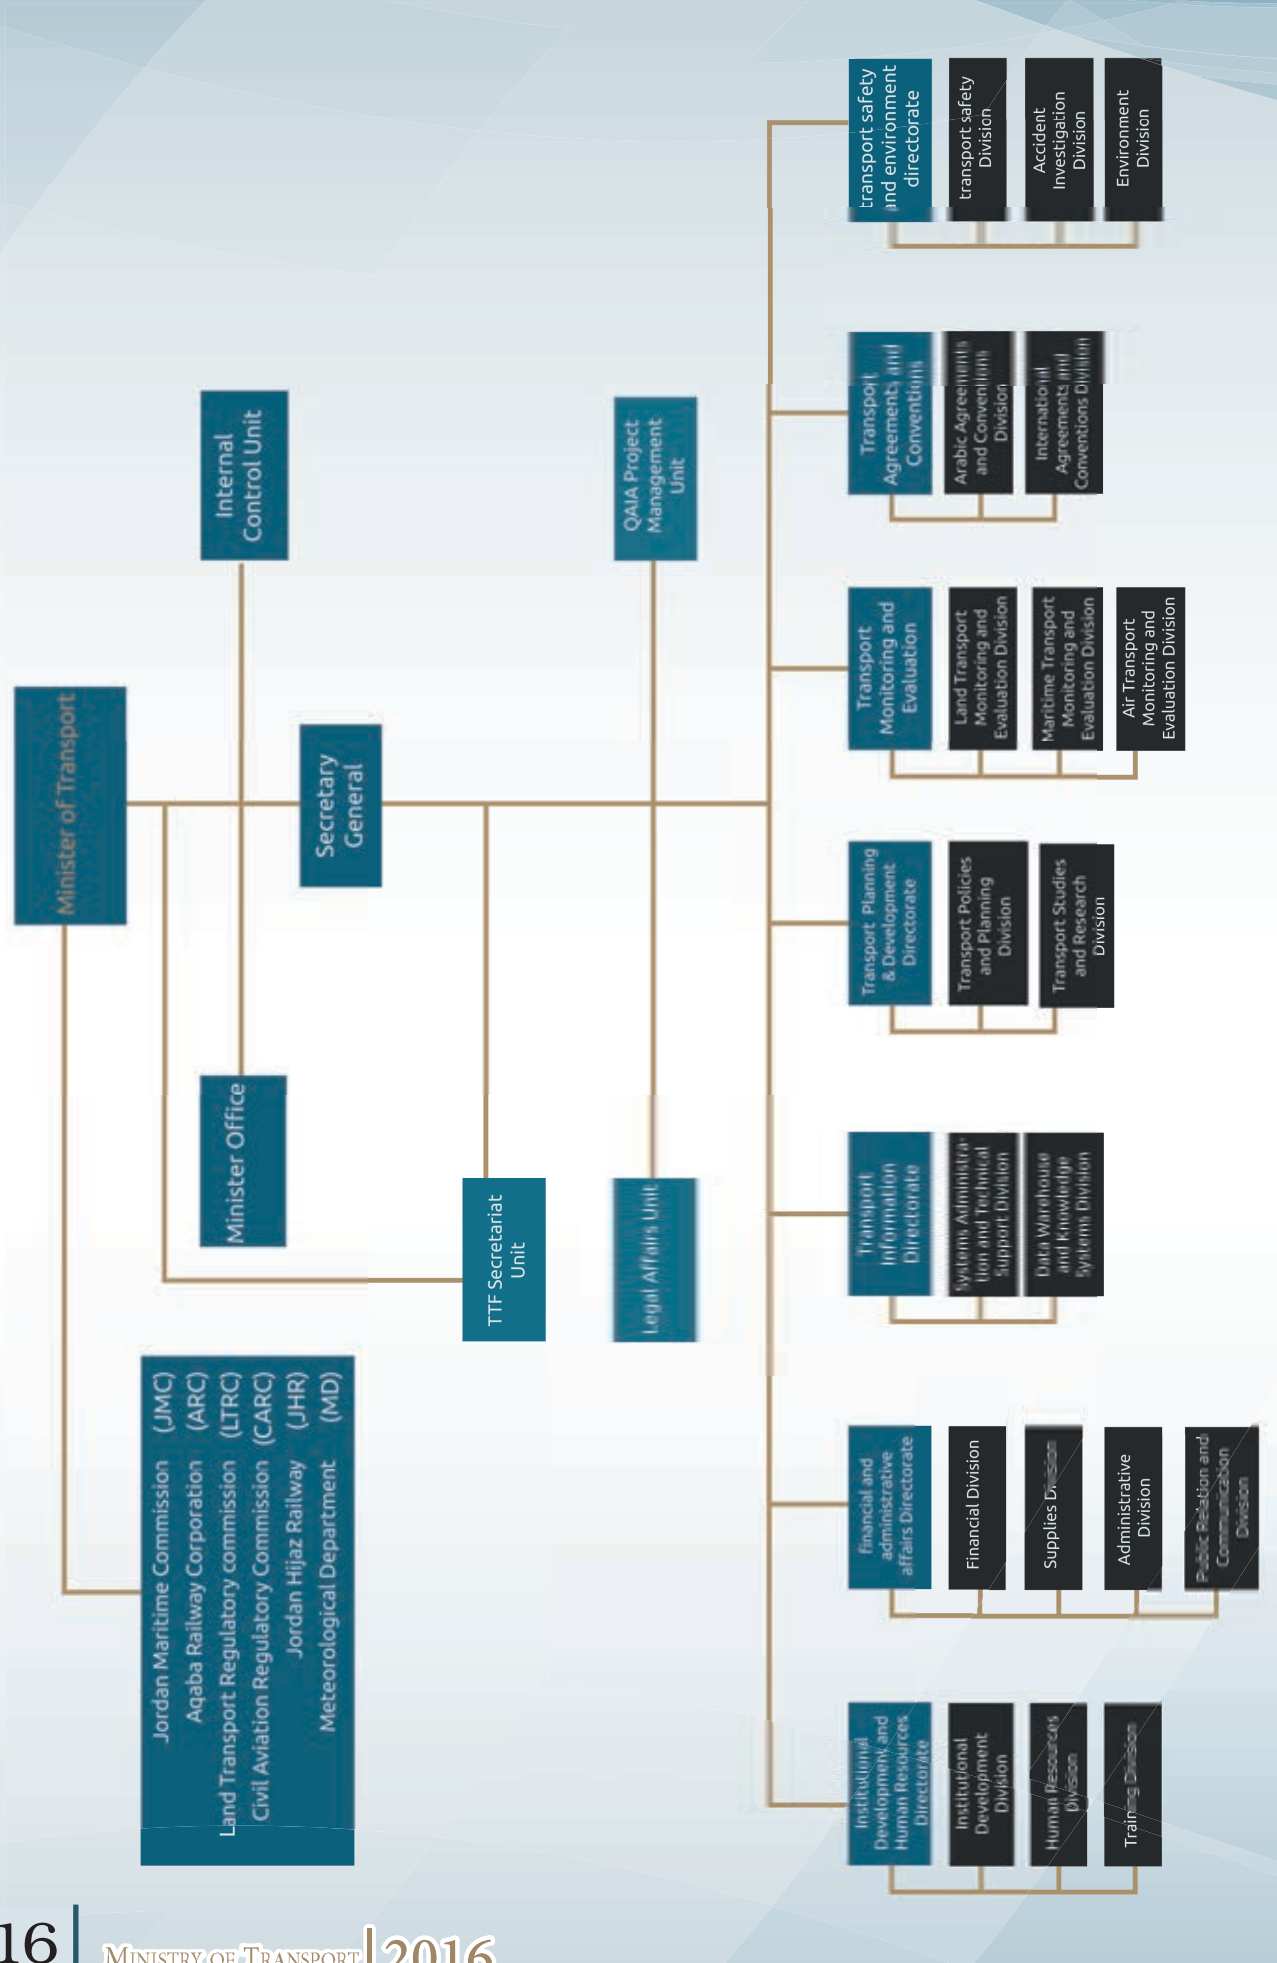 Minister of Transport
Jordan Maritime Commission (JMC)
Aqaba Railway Corporation (ARC)
Land Transport Regulatory commission (LTRC)
Civil Aviation Regulatory Commission (CARC)
Jordan Hijaz Railway (JHR)
Meteorological Department (MD)
Minister Office
Internal
Control Unit
Secretary
General
TTF Secretariat
Unit
Legal Affairs Unit
QAIA Project
Management
Unit
Institutional
Development and
Human Resources
Directorate
Institutional
Development
Division
Human Resources
Division
Training Division
financial and
administrative
affairs Directorate
Financial Division
Supplies Division
Administrative
Division
Public Relation and
Communication
Division
Transport
Information
Directorate
Systems Administra-
tion and Technical
Support Division
Data Warehouse
and Knowledge
Systems Division
Transport Planning
& Development
Directorate
Transport Policies
and Planning
Division
Transport Studies
and Research
Division
Transport
Monitoring and
Evaluation
Land Transport
Monitoring and
Evaluation Division
Maritime Transport
Monitoring and
Evaluation Division
Air Transport
Monitoring and
Evaluation Division
Transport
Agreements and
Conventions
Arabic Agreements
and Conventions
Division
International
Agreements and
Conventions Division
transport safety
and environment
directorate
transport safety
Division
Accident
Investigation
Division
Environment
Division
16 MINISTRY OF TRANSPORT 2016